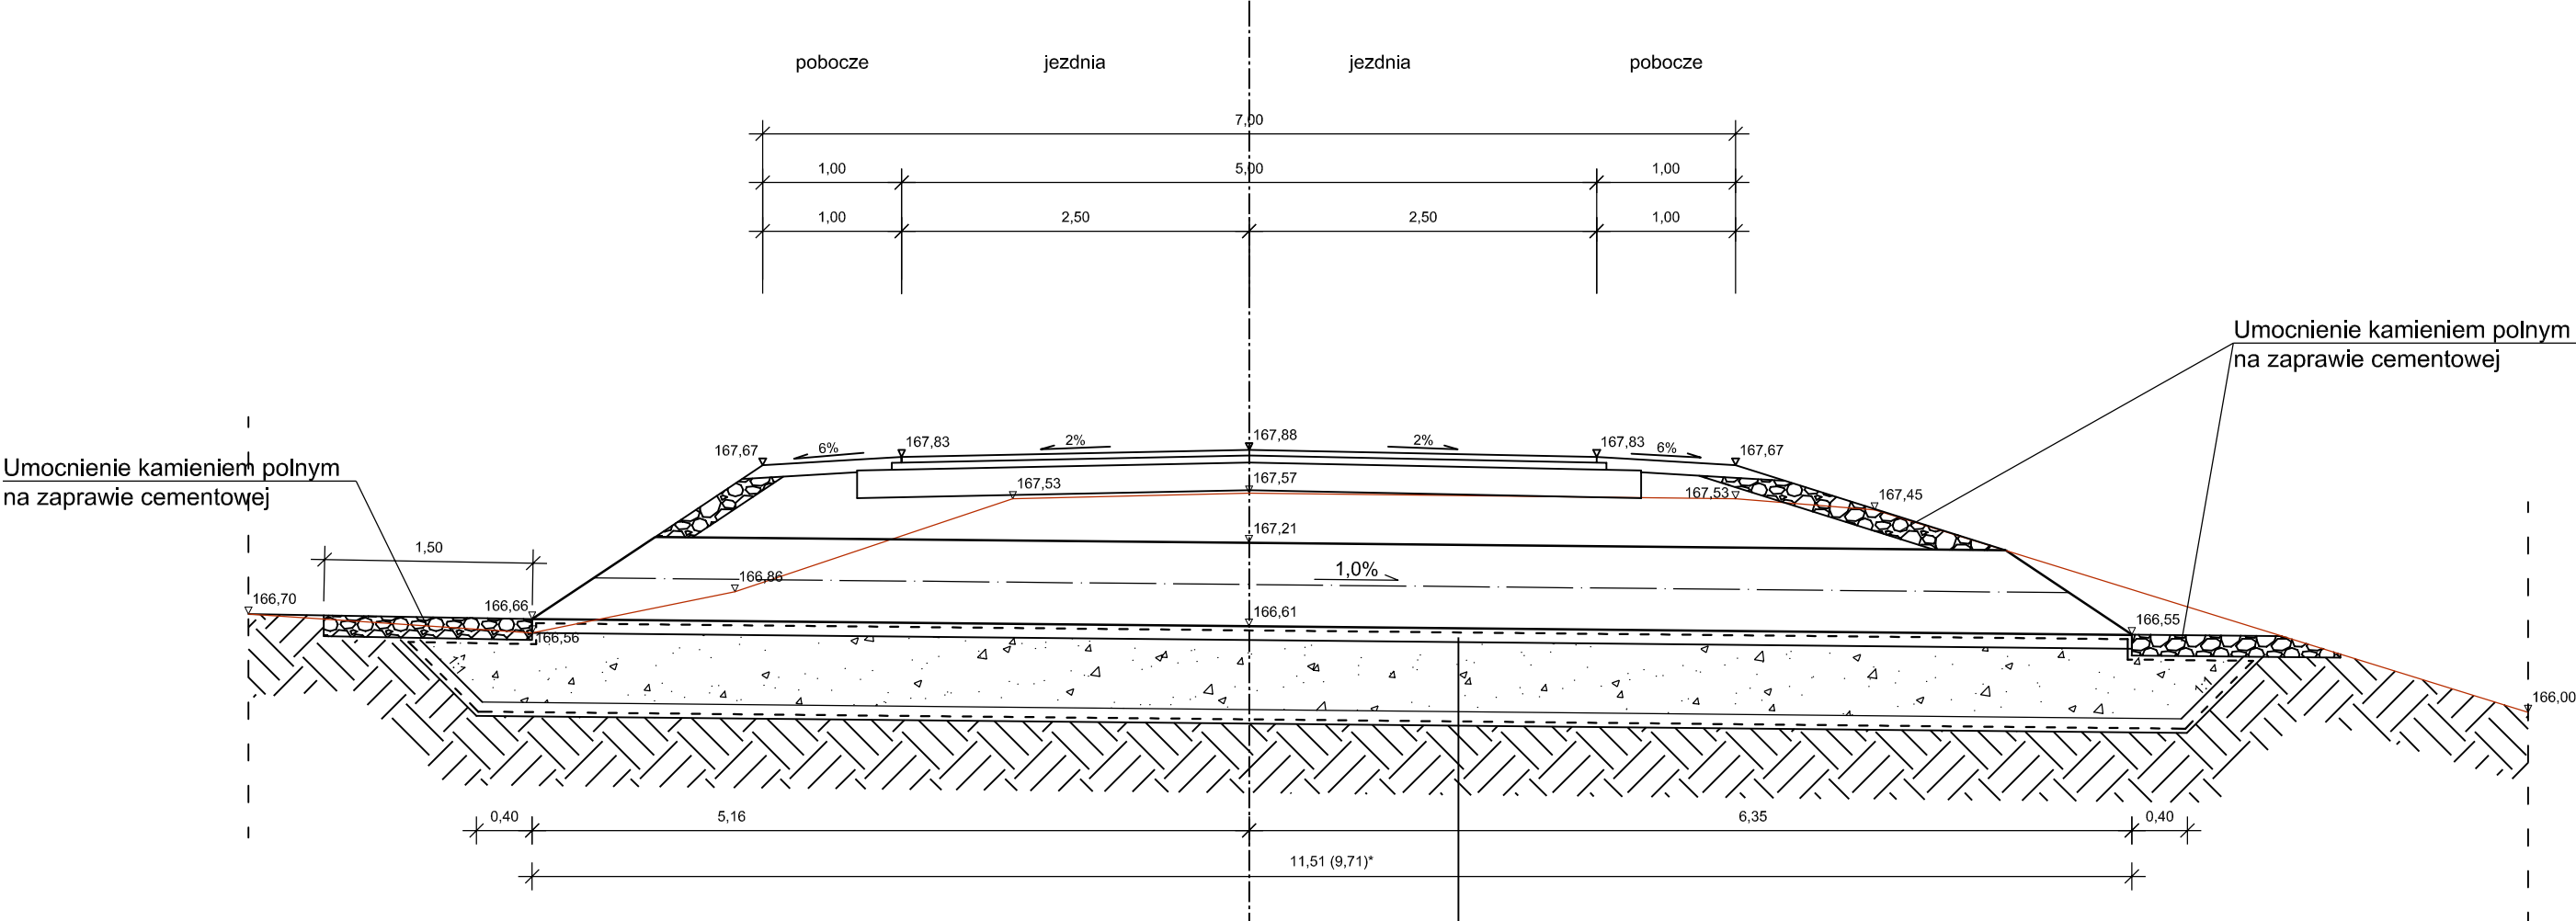 pobocze jezdnia jezdnia pobocze
7,00
1,00 5,00 1,00
1,00 2,50 2,50 1,00
Umocnienie kamieniem polnym
na zaprawie cementowej
167,67 6% 167,83 2% 167,88 2% 167,83 6% 167,67
Umocnienie kamieniem polnym
na zaprawie cementowej
167,53 167,57 167,53 167,45
167,21
1,50
166,86 1,0%
166,70 166,66 166,61 166,55
166,56
1:1 1:1
166,00
0,40 5,16 6,35 0,40
11,51 (9,71)*